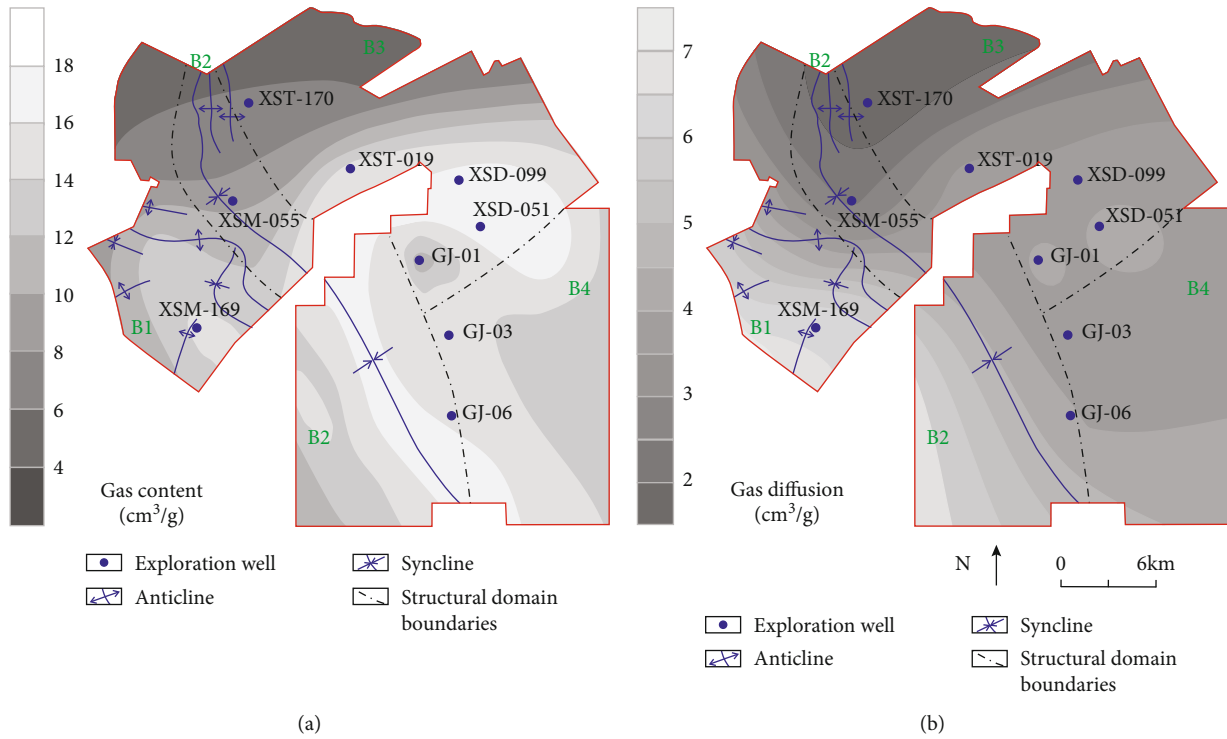 18
16
14
12
10
8
6
4
B2
B3
XST-170
XST-019
XSD-099
XSM-055
XSD-051
GJ-01
B4
XSM-169
B1
GJ-03
GJ-06
B2
Gas content
(cm³/g)
Exploration well
Syncline
Anticline
Structural domain
boundaries
(a)
7
6
5
4
3
2
B2
B3
XST-170
XST-019
XSD-099
XSM-055
XSD-051
GJ-01
B4
XSM-169
B1
GJ-03
GJ-06
B2
Gas diffusion
(cm³/g)
N
0 6km
Exploration well
Syncline
Anticline
Structural domain
boundaries
(b)